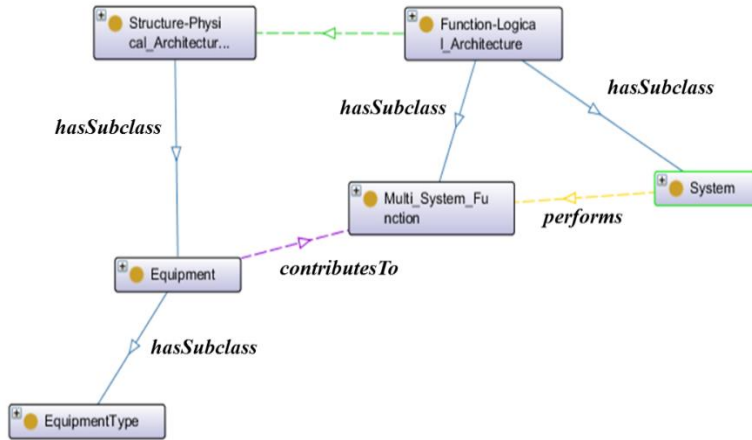 Structure-Physi
cal_Architectur...
Function-Logica
l_Architecture
hasSubclass
hasSubclass
hasSubclass
Multi_System_Fu
nction
System
performs
Equipment
contributesTo
hasSubclass
EquipmentType